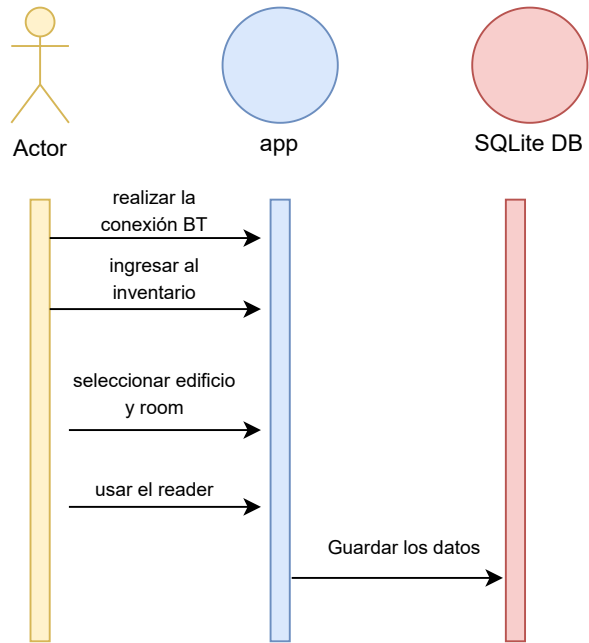 Actor
app
SQLite DB
realizar la
conexión BT
ingresar al
inventario
seleccionar edificio
y room
usar el reader
Guardar los datos